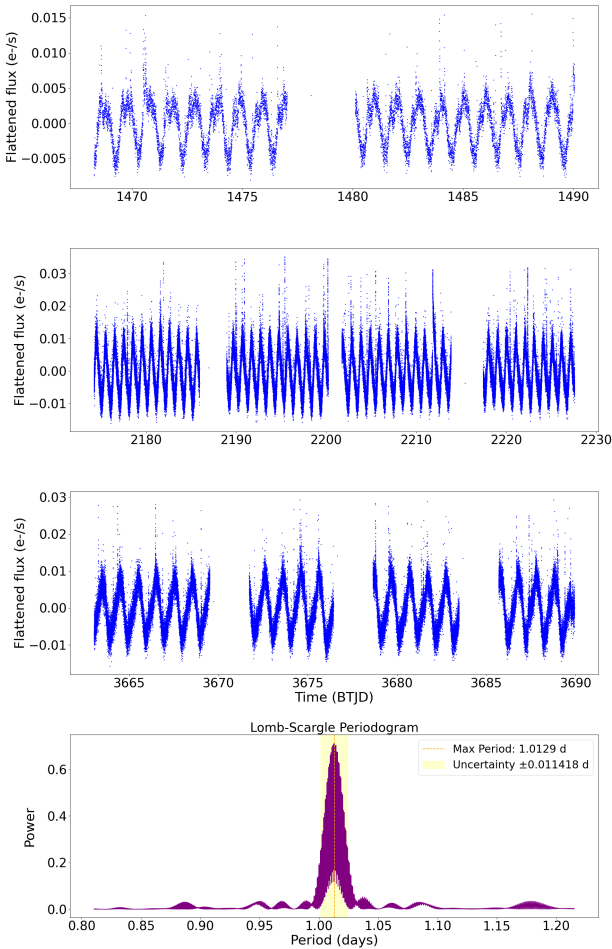 Flattened flux (e-/s)
0.015
0.010
0.005
0.000
−0.005
1470 1475 1480 1485 1490
Flattened flux (e-/s)
0.03
0.02
0.01
0.00
−0.01
2180 2190 2200 2210 2220 2230
Flattened flux (e-/s)
0.03
0.02
0.01
0.00
−0.01
3665 3670 3675 3680 3685 3690
Time (BTJD)
Lomb-Scargle Periodogram
Max Period: 1.0129 d
Uncertainty ±0.011418 d
Power
0.6
0.4
0.2
0.0
0.80 0.85 0.90 0.95 1.00 1.05 1.10 1.15 1.20
Period (days)